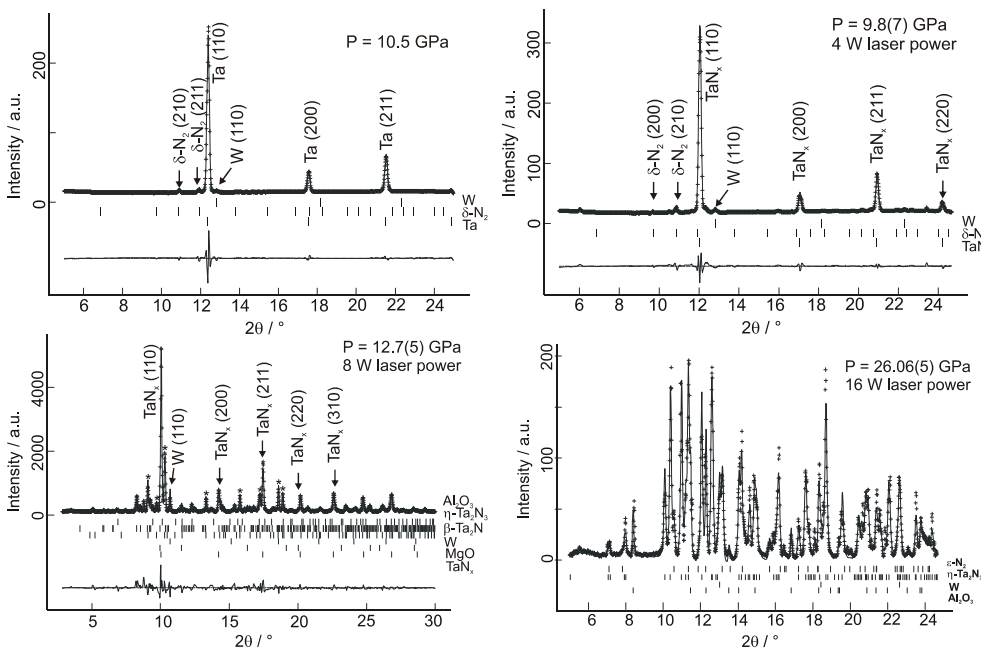 P = 10.5 GPa
Intensity / a.u.
200
0
δ-N₂ (210)
δ-N₂ (211)
Ta (110)
W (110)
Ta (200)
Ta (211)
W
δ-N₂
Ta
6 8 10 12 14 16 18 20 22 24
2θ / °
P = 9.8(7) GPa
4 W laser power
Intensity / a.u.
300
200
100
0
δ-N₂ (200)
δ-N₂ (210)
TaNₓ (110)
W (110)
TaNₓ (200)
TaNₓ (211)
TaNₓ (220)
W
δ-N
TaN
6 8 10 12 14 16 18 20 22 24
2θ / °
P = 12.7(5) GPa
8 W laser power
Intensity / a.u.
4000
2000
0
TaNₓ (110)
W (110)
TaNₓ (200)
TaNₓ (211)
TaNₓ (220)
TaNₓ (310)
Al₂O₃
η-Ta₂N₃
β-Ta₂N
W
MgO
TaNₓ
5 10 15 20 25 30
2θ / °
P = 26.06(5) GPa
16 W laser power
Intensity / a.u.
200
100
0
ε-N₂
η-Ta₂N₃
W
Al₂O₃
6 8 10 12 14 16 18 20 22 24
2θ / °